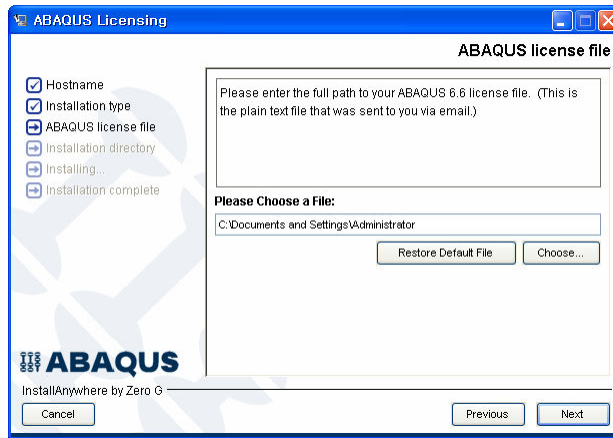 ABAQUS Licensing
ABAQUS license file
Hostname
Installation type
ABAQUS license file
Installation directory
Installing...
Installation complete
Please enter the full path to your ABAQUS 6.6 license file. (This is
the plain text file that was sent to you via email.)
Please Choose a File:
C:\Documents and Settings\Administrator
Restore Default File
Choose...
ABAQUS
InstallAnywhere by Zero G
Cancel
Previous
Next